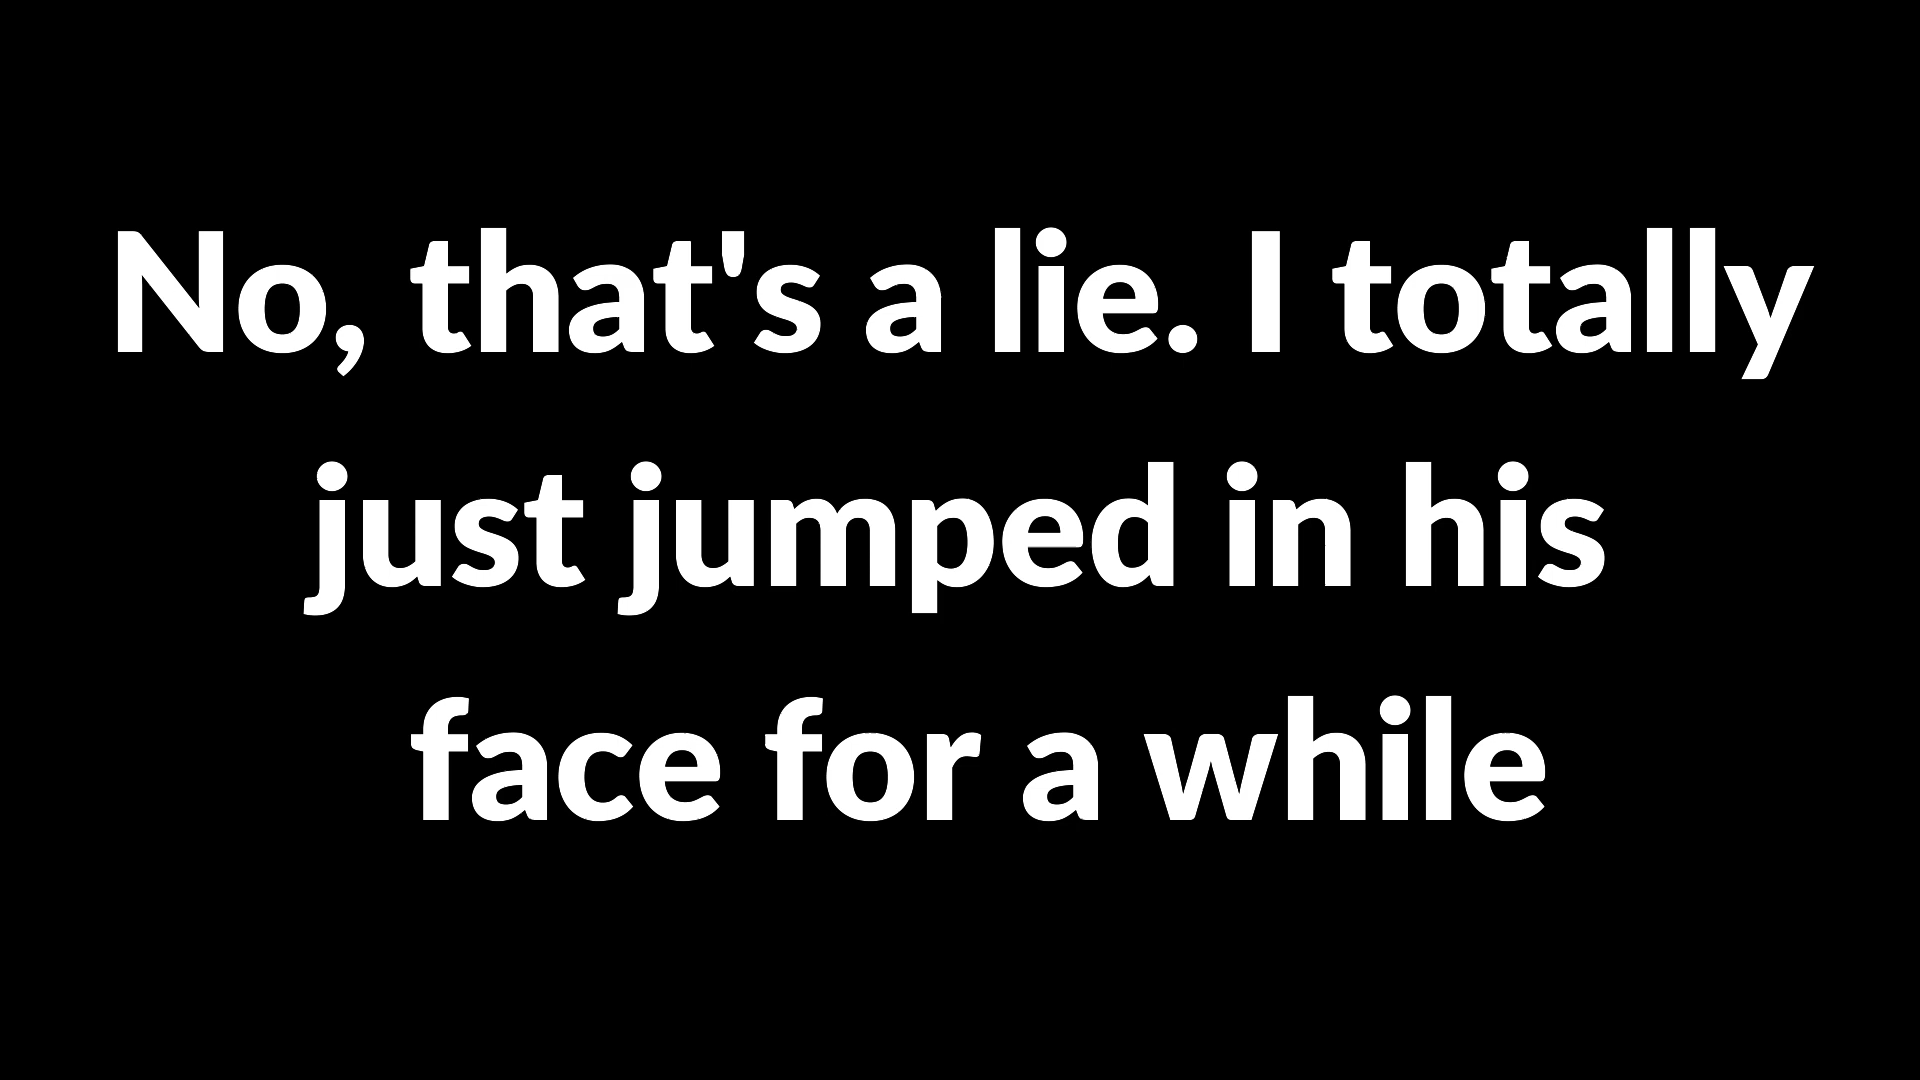 No, that's a lie. I totally
just jumped in his
face for a while